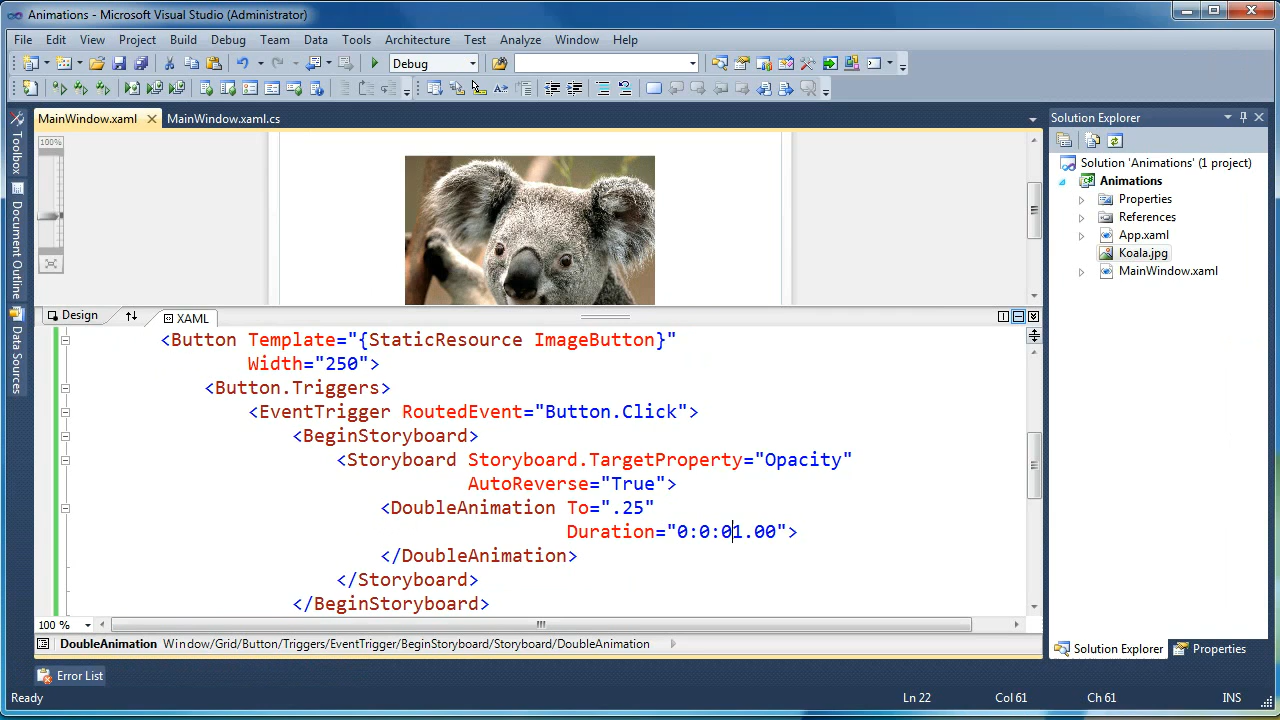 Animations - Microsoft Visual Studio (Administrator)
File Edit View Project Build Debug Team Data Tools Architecture Test Analyze Window Help
Debug
MainWindow.xaml MainWindow.xaml.cs
Solution Explorer
Toolbox
Document Outline
Data Sources
100%
Solution 'Animations' (1 project)
Animations
Properties
References
App.xaml
Koala.jpg
MainWindow.xaml
Design XAML
<Button Template="{StaticResource ImageButton}"
Width="250">
<Button.Triggers>
<EventTrigger RoutedEvent="Button.Click">
<BeginStoryboard>
<Storyboard Storyboard.TargetProperty="Opacity"
AutoReverse="True">
<DoubleAnimation To=".25"
Duration="0:0:01.00">
</DoubleAnimation>
</Storyboard>
</BeginStoryboard>
100 %
DoubleAnimation Window/Grid/Button/Triggers/EventTrigger/BeginStoryboard/Storyboard/DoubleAnimation
Solution Explorer Properties
Error List
Ready Ln 22 Col 61 Ch 61 INS